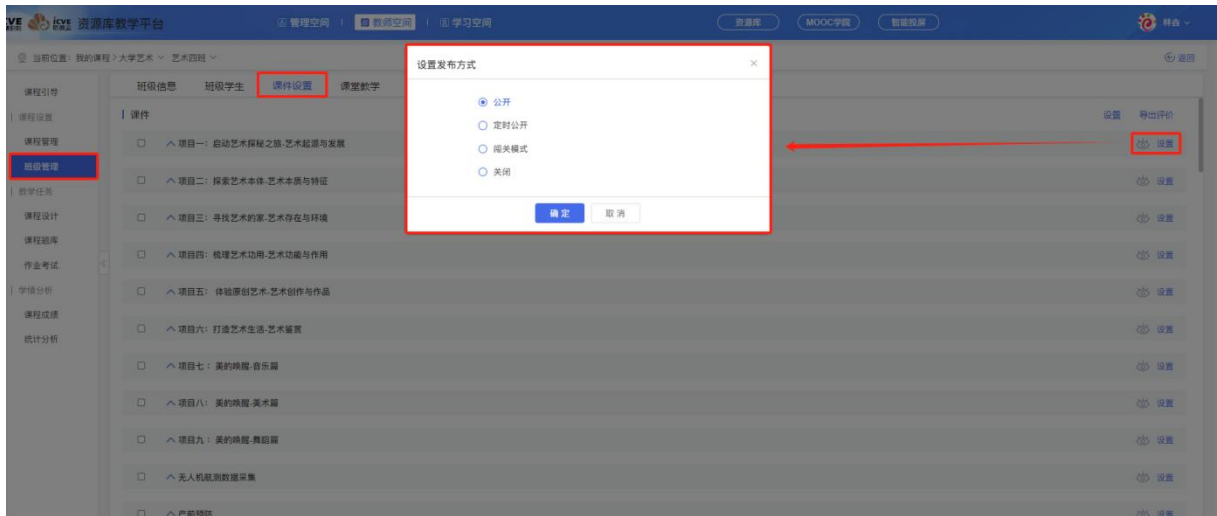 icve 资源库教学平台 管理空间 教师空间 学习空间 资源库 MOOC学院 智能投屏
当前位置：我的课程 > 大学艺术 艺术四班 返回
设置发布方式
公开
定时公开
闯关模式
关闭
确定 取消
课程引导
课程设置
课程管理
班级管理
教学任务
课程设计
课程题库
作业考试
学情分析
课程成绩
统计分析
班级信息 班级学生 课件设置 课堂教学
课件 设置 导出评价
项目一：启动艺术探秘之旅-艺术起源与发展 设置
项目二：探索艺术本体-艺术本质与特征 设置
项目三：寻找艺术的家-艺术存在与环境 设置
项目四：梳理艺术功用-艺术功能与作用 设置
项目五： 体验原创艺术-艺术创作与作品 设置
项目六：打造艺术生活-艺术鉴赏 设置
项目七 ：美的唤醒-音乐篇 设置
项目八： 美的唤醒-美术篇 设置
项目九 ：美的唤醒-舞蹈篇 设置
无人机航测数据采集 设置
产前预防 设置